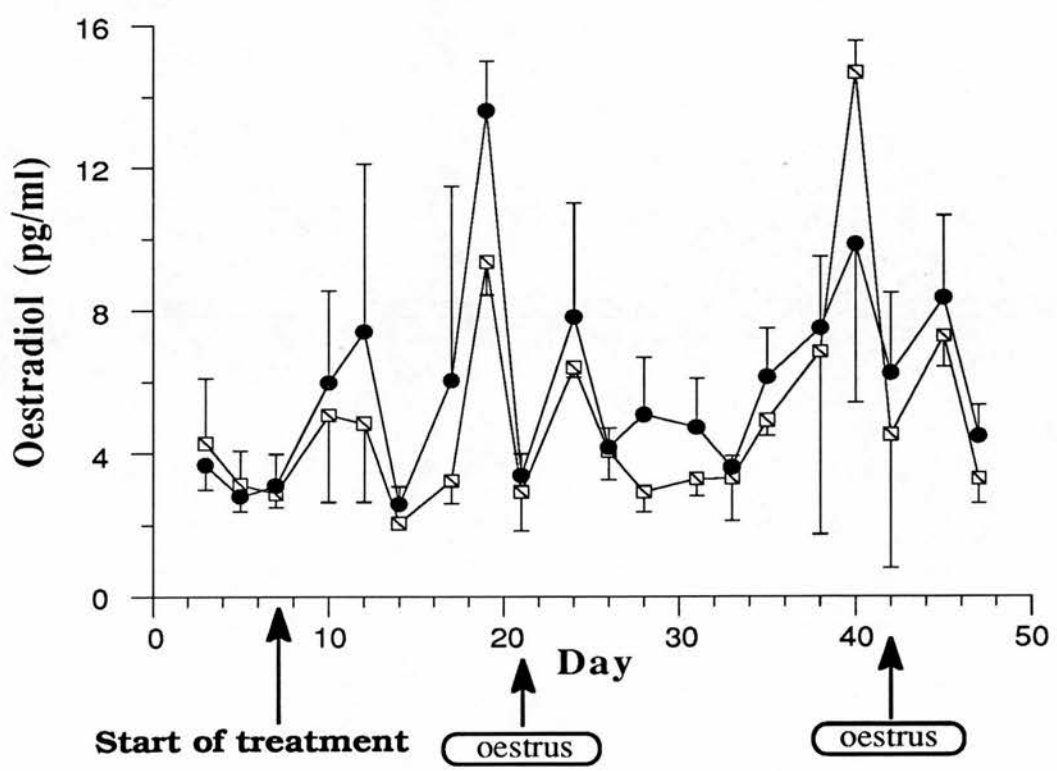 16
12
8
4
0
Oestradiol (pg/ml)
0 10 20 30 40 50
Day
Start of treatment
oestrus
oestrus